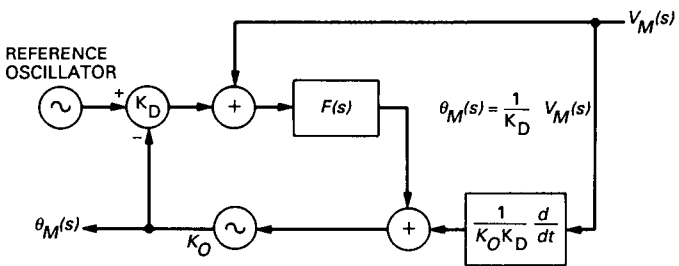 V_M(s)
REFERENCE
OSCILLATOR
+
K_D
+
F(s)
θ_M(s) = 1/K_D V_M(s)
−
θ_M(s)
K_O
+
1/(K_O K_D) d/dt